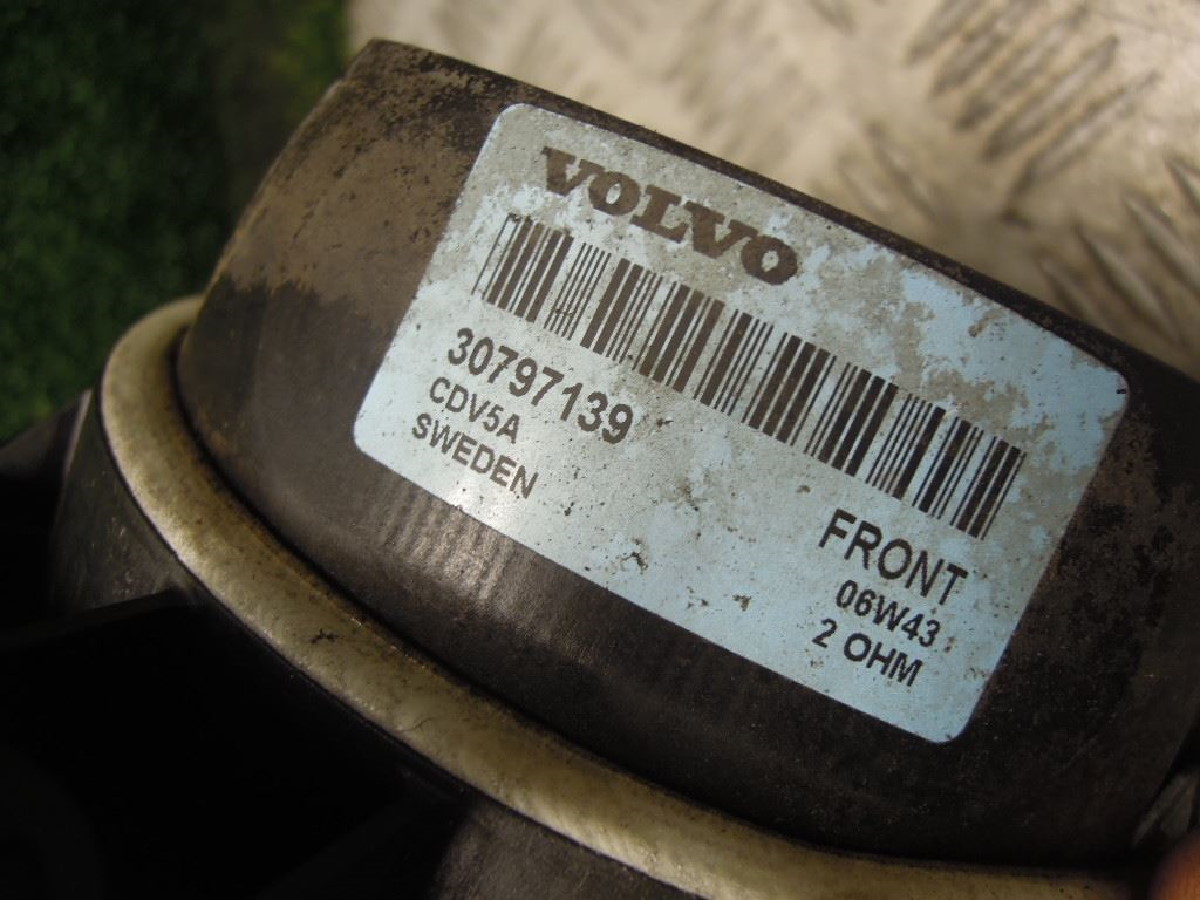 VOLVO
30797139
CDV5A
SWEDEN
FRONT
06W43
2 OHM